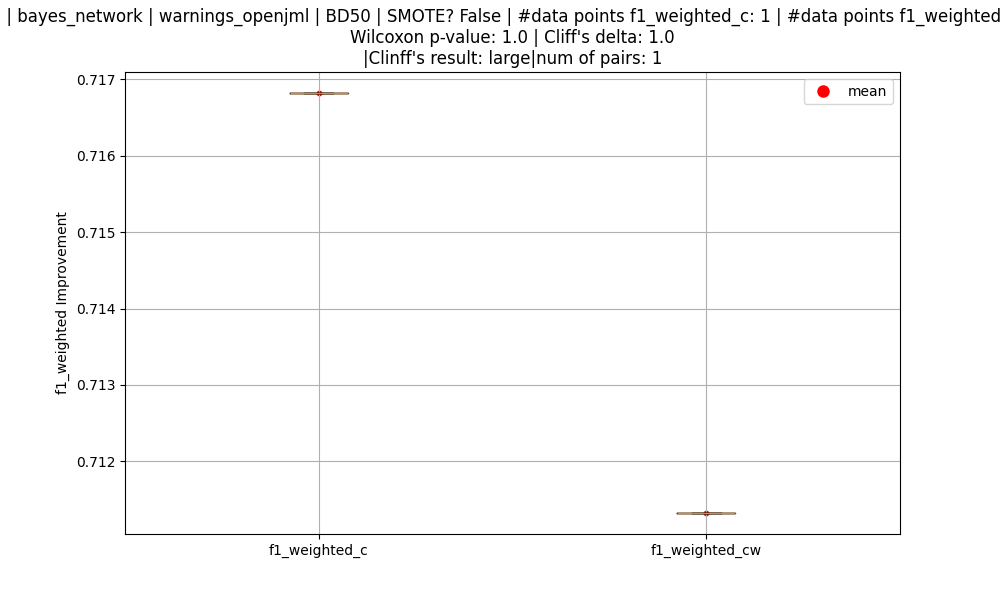 | bayes_network | warnings_openjml | BD50 | SMOTE? False | #data points f1_weighted_c: 1 | #data points f1_weighted
Wilcoxon p-value: 1.0 | Cliff's delta: 1.0
|Clinff's result: large|num of pairs: 1
mean
0.717
0.716
0.715
0.714
0.713
0.712
f1_weighted Improvement
f1_weighted_c
f1_weighted_cw